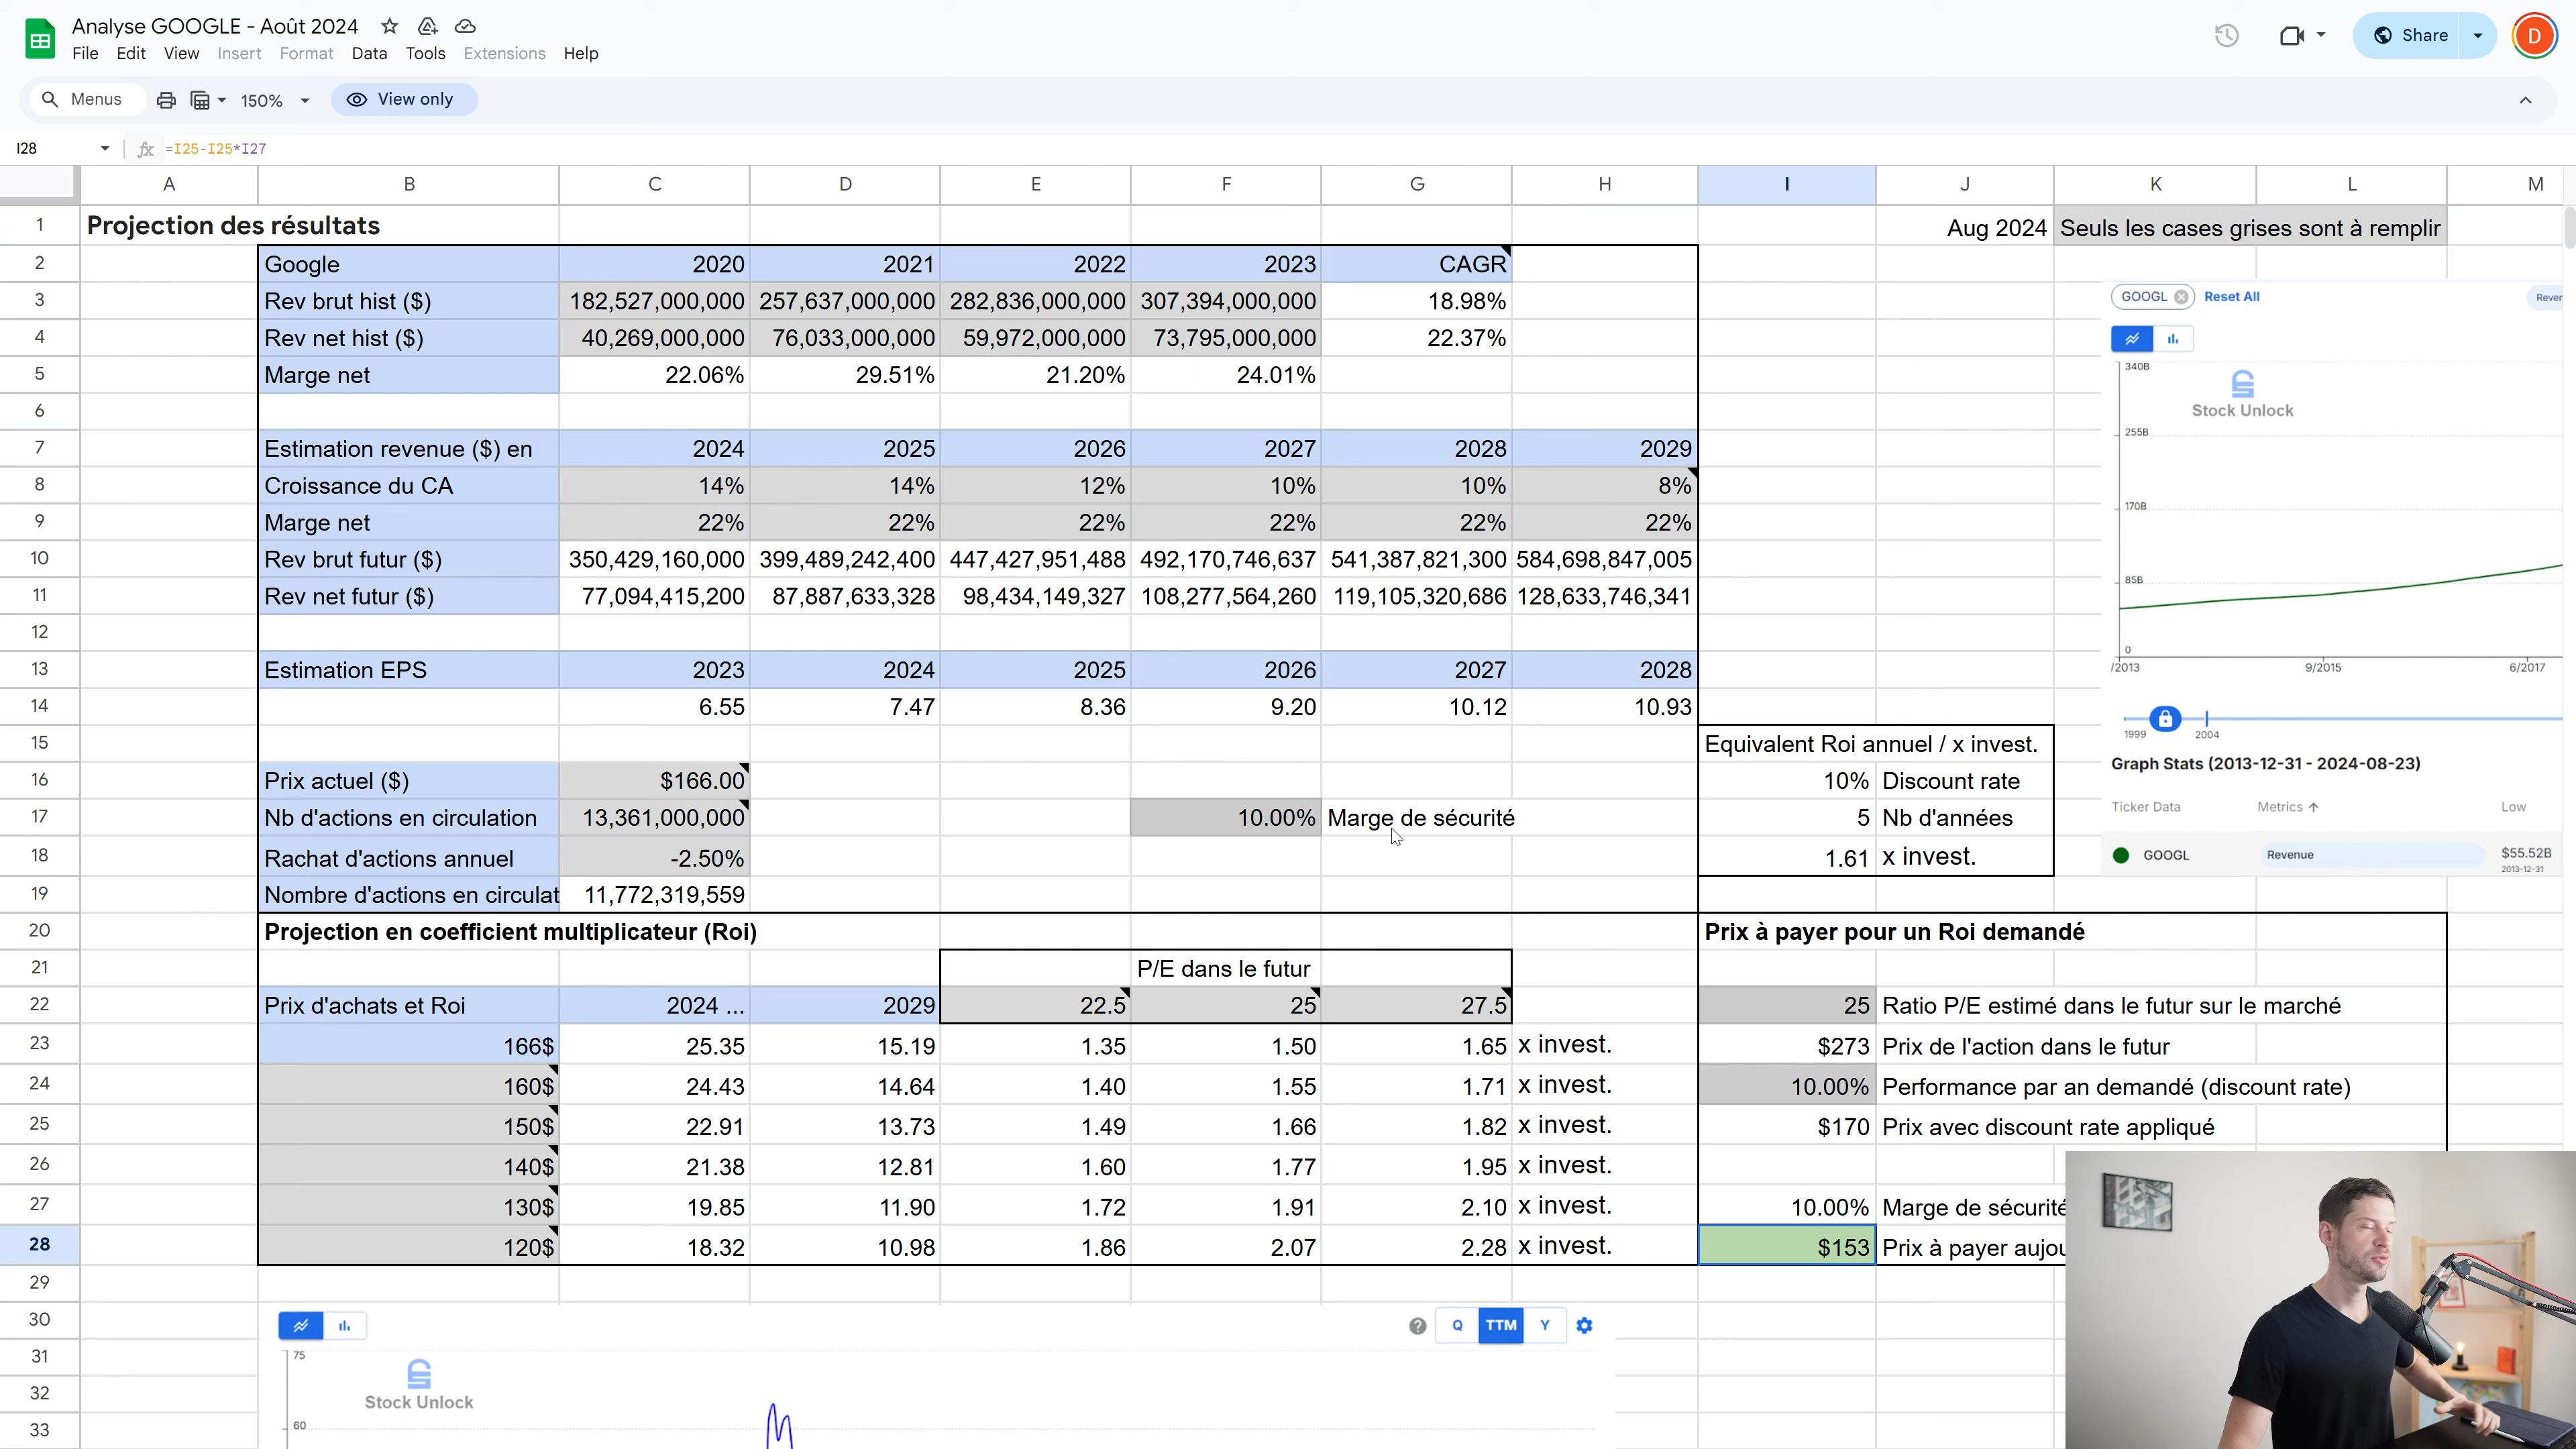 Analyse GOOGLE - Août 2024
File Edit View Insert Format Data Tools Extensions Help
Share
D
Menus 150% View only
I28 fx =I25-I25*I27
A B C D E F G H I J K L M
1 Projection des résultats Aug 2024 Seuls les cases grises sont à remplir
2 Google 2020 2021 2022 2023 CAGR
3 Rev brut hist ($) 182,527,000,000 257,637,000,000 282,836,000,000 307,394,000,000 18.98%
4 Rev net hist ($) 40,269,000,000 76,033,000,000 59,972,000,000 73,795,000,000 22.37%
5 Marge net 22.06% 29.51% 21.20% 24.01%
6
7 Estimation revenue ($) en 2024 2025 2026 2027 2028 2029
8 Croissance du CA 14% 14% 12% 10% 10% 8%
9 Marge net 22% 22% 22% 22% 22% 22%
10 Rev brut futur ($) 350,429,160,000 399,489,242,400 447,427,951,488 492,170,746,637 541,387,821,300 584,698,847,005
11 Rev net futur ($) 77,094,415,200 87,887,633,328 98,434,149,327 108,277,564,260 119,105,320,686 128,633,746,341
12
13 Estimation EPS 2023 2024 2025 2026 2027 2028
14 6.55 7.47 8.36 9.20 10.12 10.93
15 Equivalent Roi annuel / x invest.
16 Prix actuel ($) $166.00 10% Discount rate
17 Nb d'actions en circulation 13,361,000,000 10.00% Marge de sécurité 5 Nb d'années
18 Rachat d'actions annuel -2.50% 1.61 x invest.
19 Nombre d'actions en circulat 11,772,319,559
20 Projection en coefficient multiplicateur (Roi) Prix à payer pour un Roi demandé
21 P/E dans le futur
22 Prix d'achats et Roi 2024 ... 2029 22.5 25 27.5 25 Ratio P/E estimé dans le futur sur le marché
23 166$ 25.35 15.19 1.35 1.50 1.65 x invest. $273 Prix de l'action dans le futur
24 160$ 24.43 14.64 1.40 1.55 1.71 x invest. 10.00% Performance par an demandé (discount rate)
25 150$ 22.91 13.73 1.49 1.66 1.82 x invest. $170 Prix avec discount rate appliqué
26 140$ 21.38 12.81 1.60 1.77 1.95 x invest.
27 130$ 19.85 11.90 1.72 1.91 2.10 x invest. 10.00% Marge de sécurité
28 120$ 18.32 10.98 1.86 2.07 2.28 x invest. $153 Prix à payer aujou
29
30
31
32
33
GOOGL Reset All Rever
340B
Stock Unlock
255B
170B
85B
0
/2013 9/2015 6/2017
1999 2004
Graph Stats (2013-12-31 - 2024-08-23)
Ticker Data Metrics Low
GOOGL Revenue $55.52B
2013-12-31
Q TTM Y
75
Stock Unlock
60